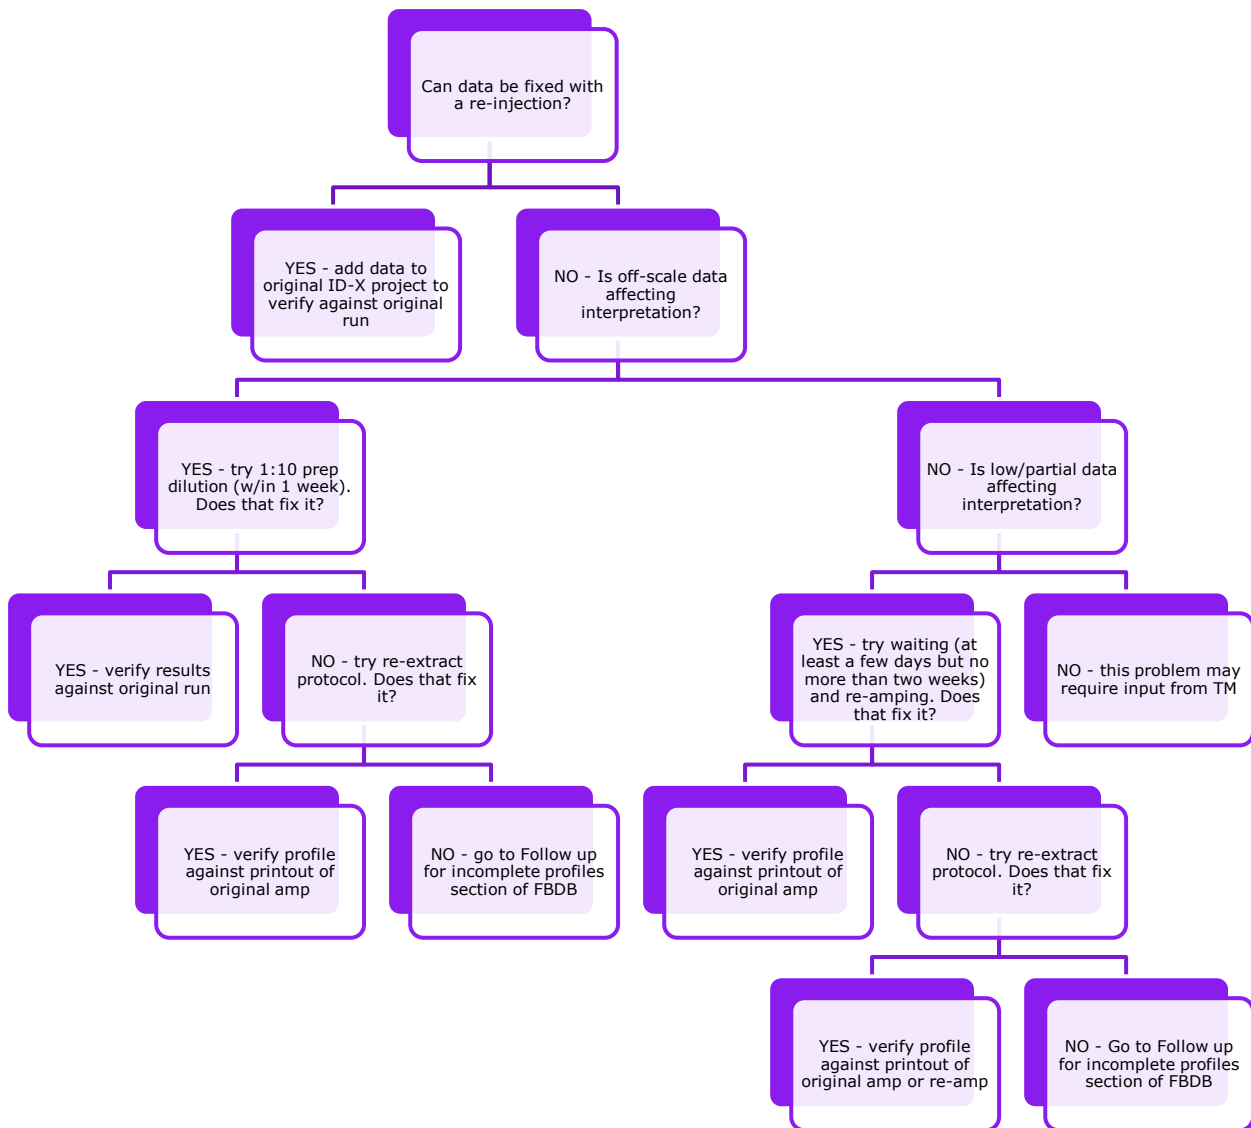 Can data be fixed with
a re-injection?
YES - add data to
original ID-X project to
verify against original
run
NO - Is off-scale data
affecting
interpretation?
YES - try 1:10 prep
dilution (w/in 1 week).
Does that fix it?
NO - Is low/partial data
affecting
interpretation?
YES - verify results
against original run
NO - try re-extract
protocol. Does that fix
it?
YES - try waiting (at
least a few days but no
more than two weeks)
and re-amping. Does
that fix it?
NO - this problem may
require input from TM
YES - verify profile
against printout of
original amp
NO - go to Follow up
for incomplete profiles
section of FBDB
YES - verify profile
against printout of
original amp
NO - try re-extract
protocol. Does that fix
it?
YES - verify profile
against printout of
original amp or re-amp
NO - Go to Follow up
for incomplete profiles
section of FBDB